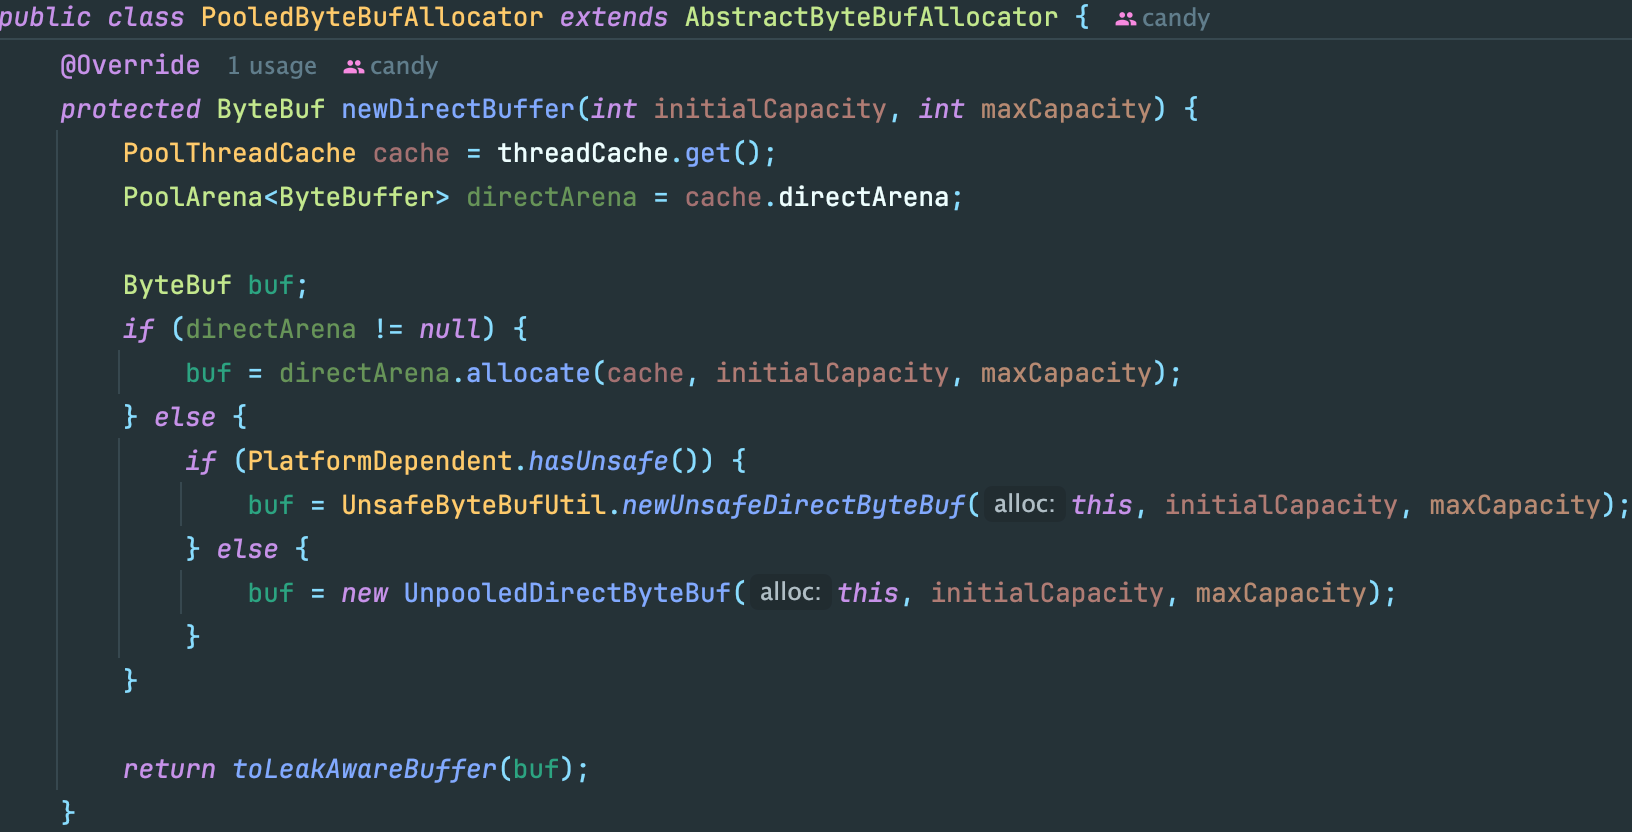 public class PooledByteBufAllocator extends AbstractByteBufAllocator { candy
@Override 1 usage candy
protected ByteBuf newDirectBuffer(int initialCapacity, int maxCapacity) {
PoolThreadCache cache = threadCache.get();
PoolArena<ByteBuffer> directArena = cache.directArena;
ByteBuf buf;
if (directArena != null) {
buf = directArena.allocate(cache, initialCapacity, maxCapacity);
} else {
if (PlatformDependent.hasUnsafe()) {
buf = UnsafeByteBufUtil.newUnsafeDirectByteBuf( alloc: this, initialCapacity, maxCapacity);
} else {
buf = new UnpooledDirectByteBuf( alloc: this, initialCapacity, maxCapacity);
}
}
return toLeakAwareBuffer(buf);
}